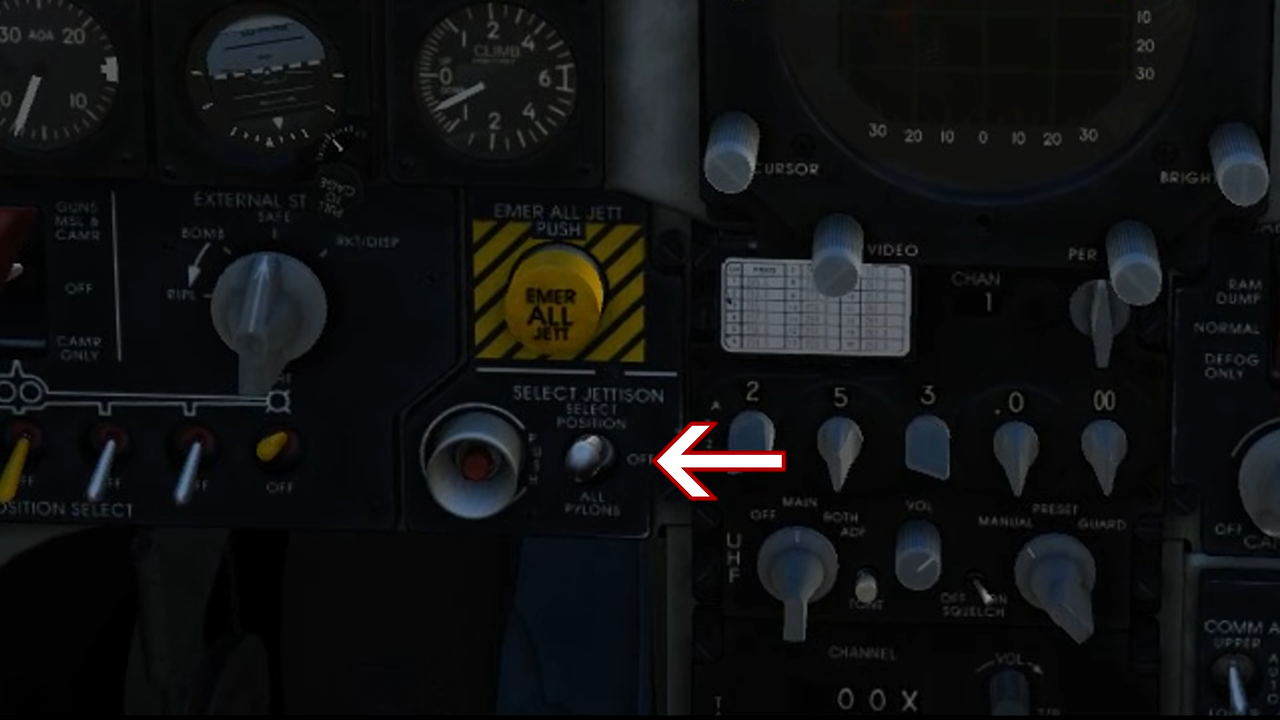 30 AOA 20
10
0
CLIMB
1 2 4
0 6
1 2 4
10
20
30
30 20 10 0 10 20 30
CURSOR
BRIGH
VIDEO
PER
EXTERNAL ST
SAFE
BOMB
RKT/DISP
RIPL
GUNS
MSL &
CAMR
OFF
CAMR
ONLY
EMER ALL JETT
PUSH
EMER
ALL
JETT
CHAN
1
RAM
DUMP
NORMAL
DEFOG
ONLY
SELECT JETTISON
SELECT
POSITION
OFF
PUSH
ALL
PYLONS
2 5 3 .0 00
OFF
OSITION SELECT
OFF MAIN BOTH
ADF
VOL
MANUAL PRESET GUARD
UHF
TONE
OFF
SQUELCH
OFF
CHANNEL
00X
VOL
COMM A
UPPER